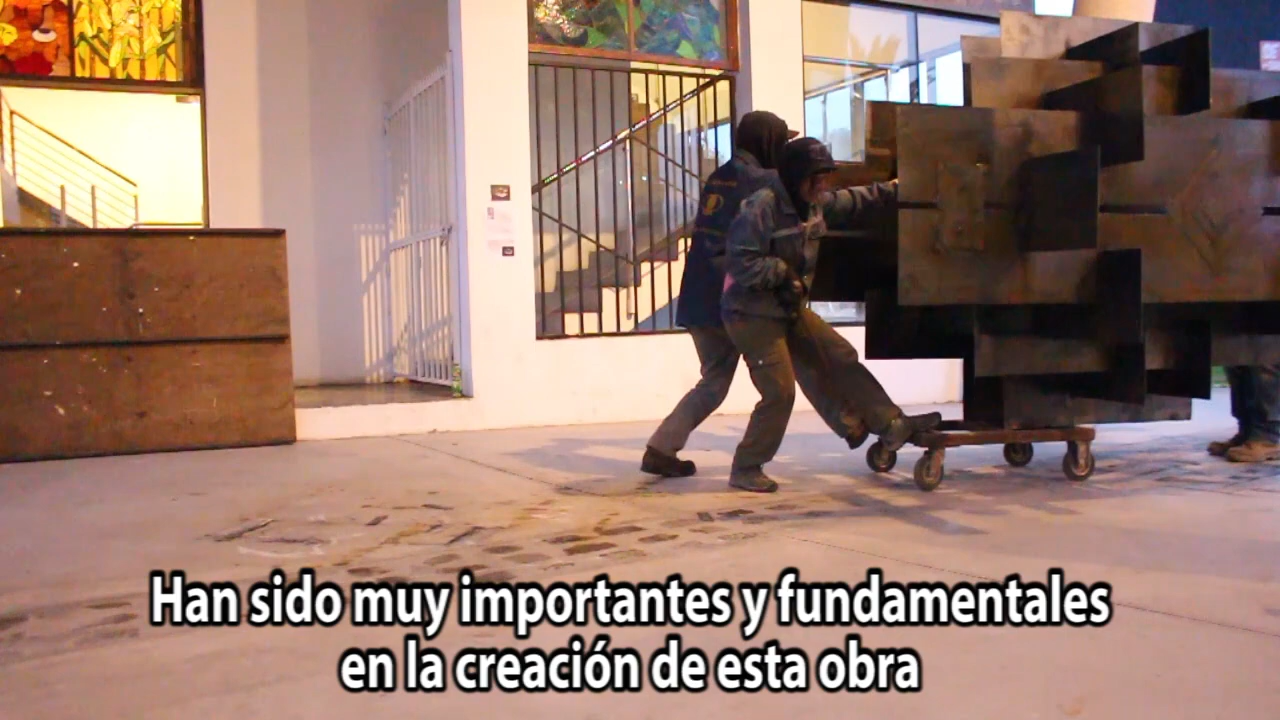 Han sido muy importantes y fundamentales
en la creación de esta obra